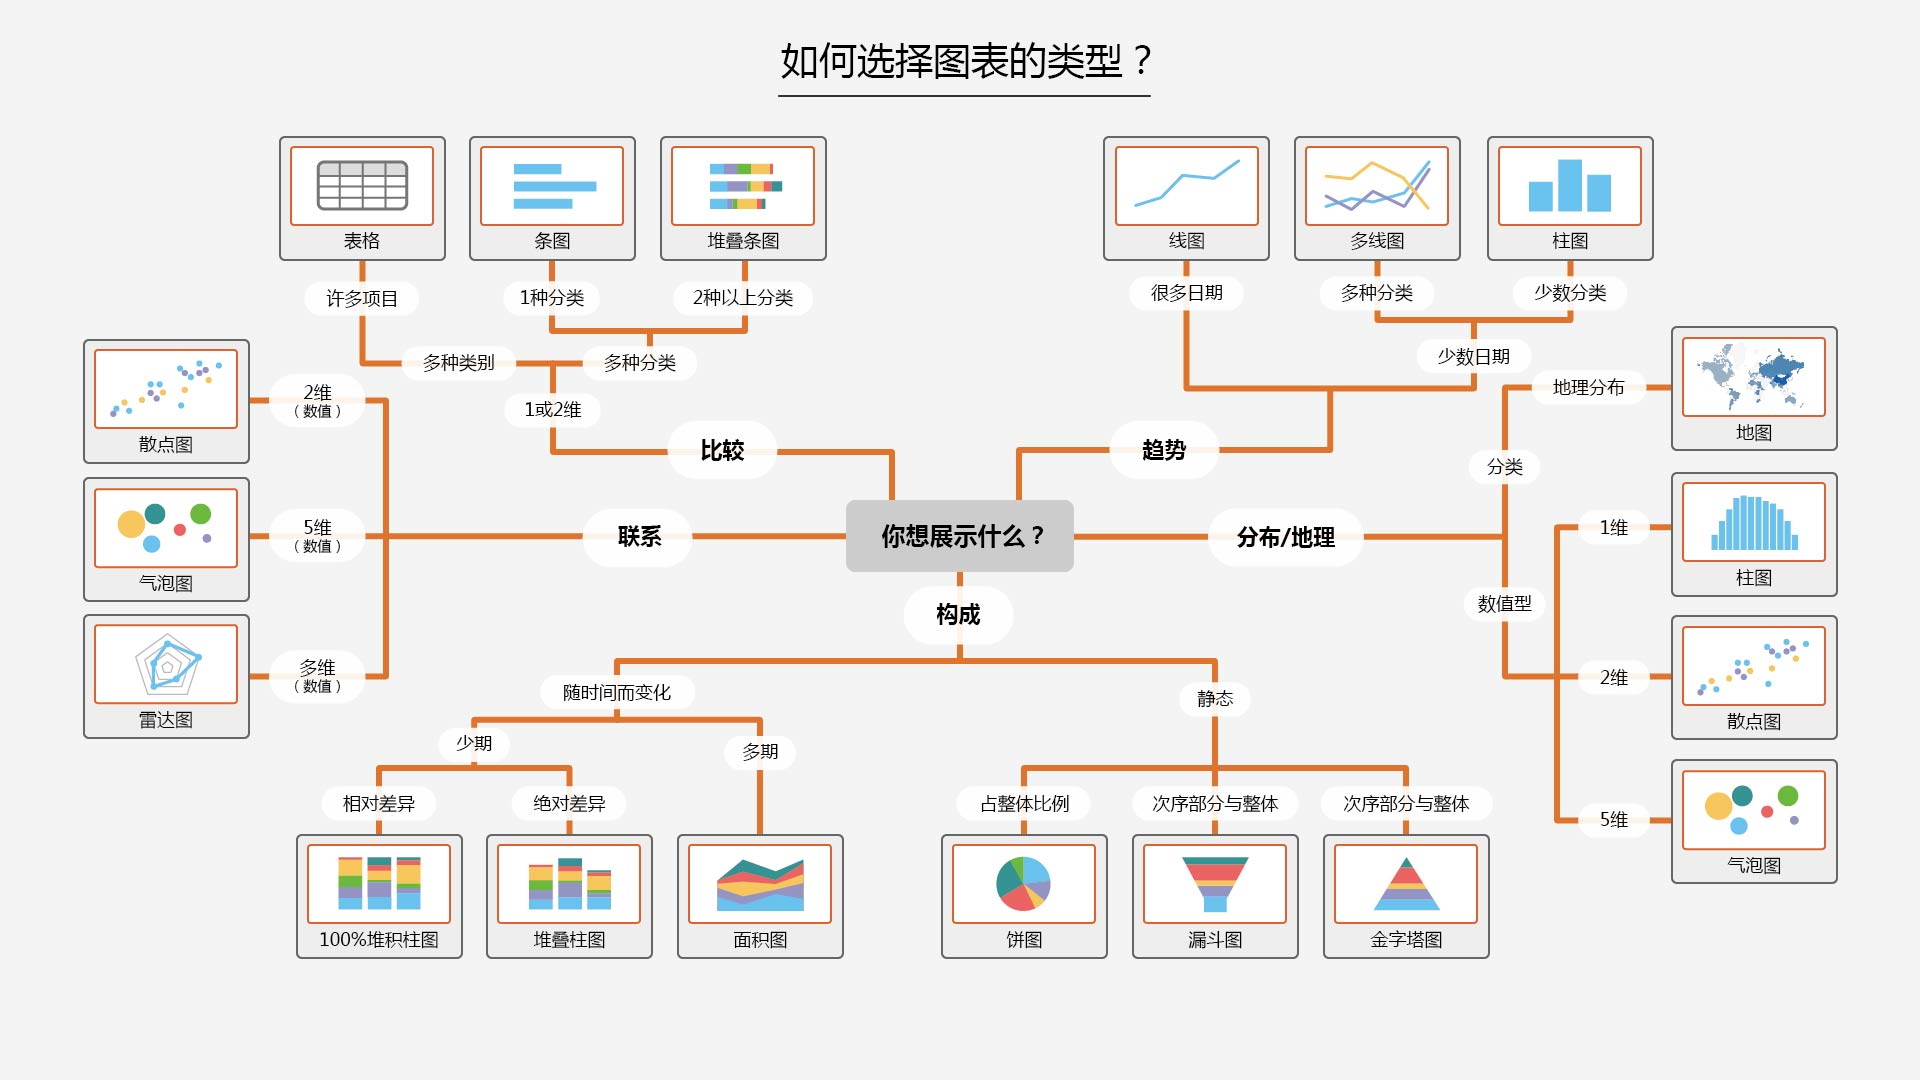 如何选择图表的类型？
表格
条图
堆叠条图
线图
多线图
柱图
许多项目
1种分类
2种以上分类
很多日期
多种分类
少数分类
多种类别
多种分类
少数日期
1或2维
比较
趋势
散点图
2维
（数值）
气泡图
5维
（数值）
雷达图
多维
（数值）
联系
你想展示什么？
分布/地理
分类
地理分布
地图
数值型
1维
柱图
2维
散点图
5维
气泡图
构成
随时间而变化
静态
少期
多期
相对差异
绝对差异
占整体比例
次序部分与整体
次序部分与整体
100%堆积柱图
堆叠柱图
面积图
饼图
漏斗图
金字塔图